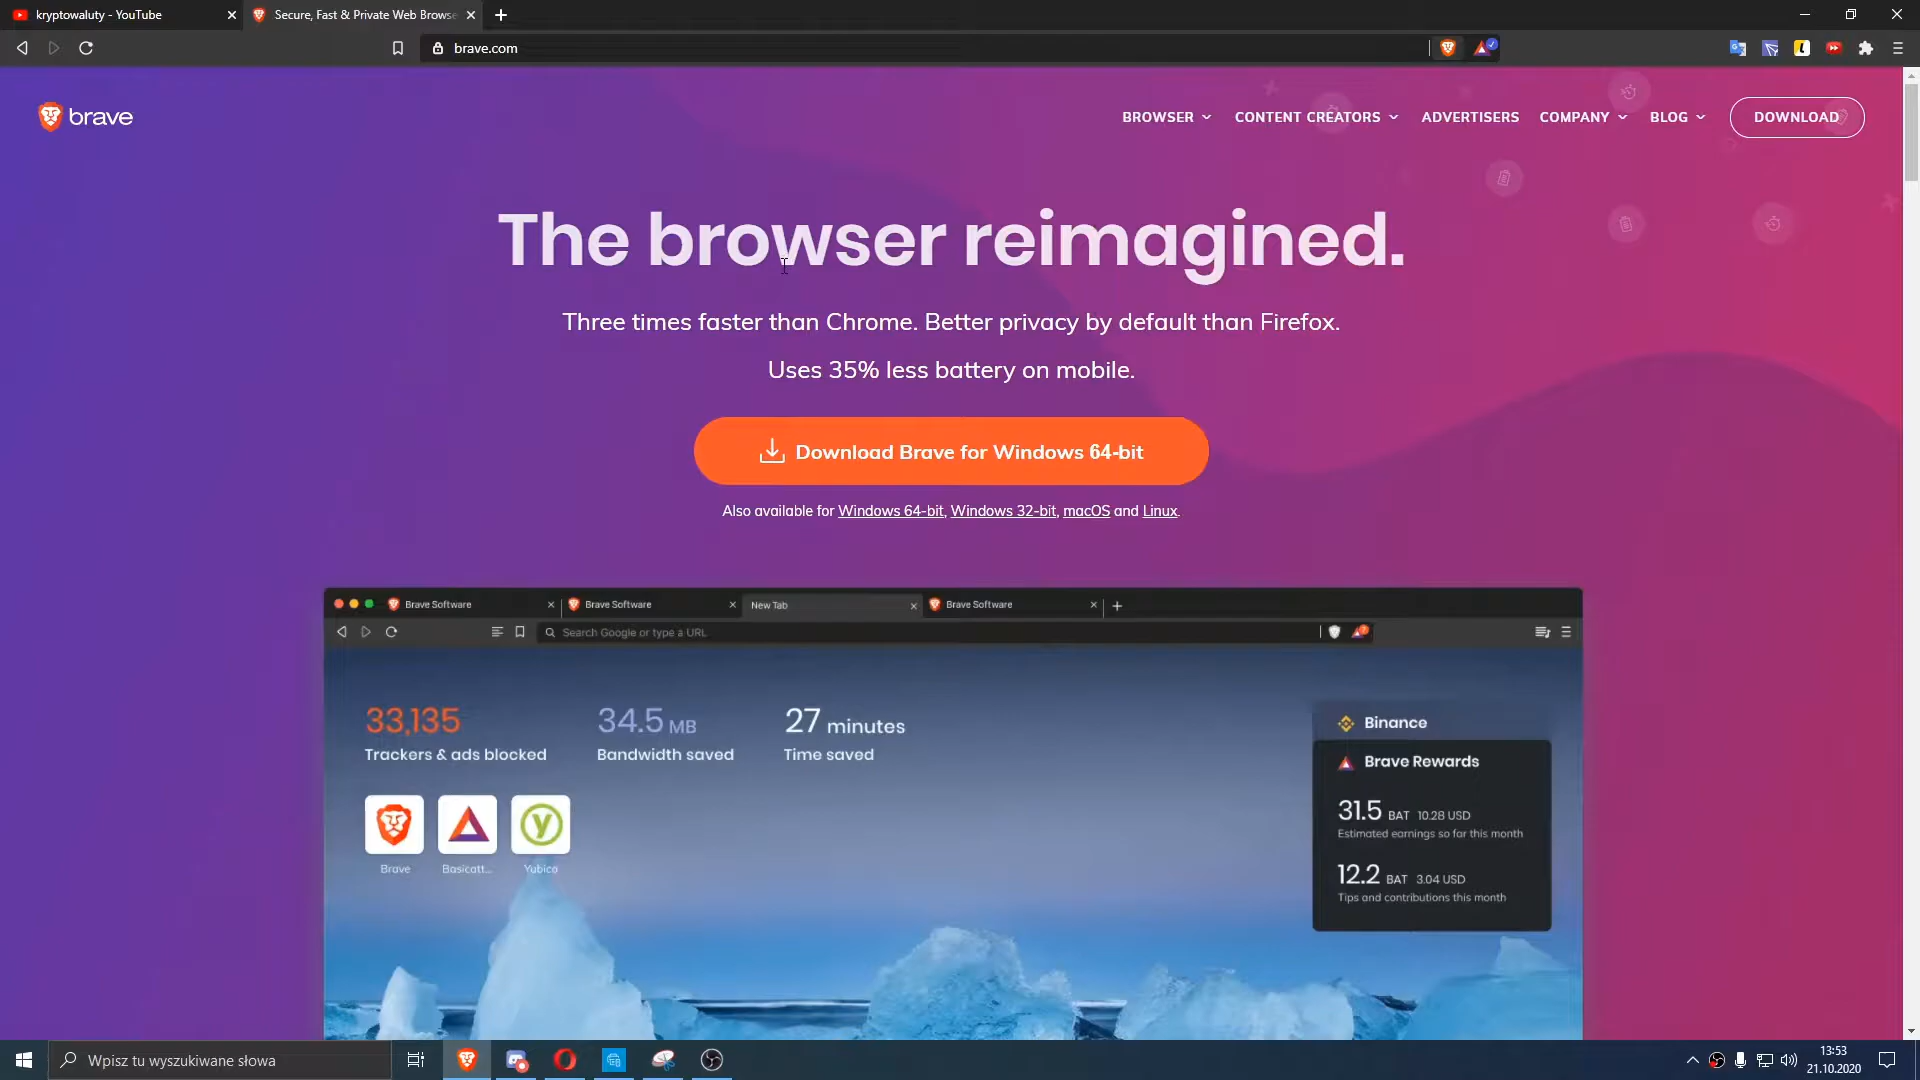 kryptowaluty - YouTube
Secure, Fast & Private Web Browse
brave.com
brave
BROWSER
CONTENT CREATORS
ADVERTISERS
COMPANY
BLOG
DOWNLOAD
The browser reimagined.
Three times faster than Chrome. Better privacy by default than Firefox.
Uses 35% less battery on mobile.
Download Brave for Windows 64-bit
Also available for Windows 64-bit, Windows 32-bit, macOS and Linux.
Brave Software
Brave Software
New Tab
Brave Software
Search Google or type a URL
33,135
Trackers & ads blocked
34.5 MB
Bandwidth saved
27 minutes
Time saved
Binance
Brave Rewards
31.5 BAT 10.28 USD
Estimated earnings so far this month
12.2 BAT 3.04 USD
Tips and contributions this month
Brave
Basicatt...
Yubico
Wpisz tu wyszukiwane słowa
13:53
21.10.2020